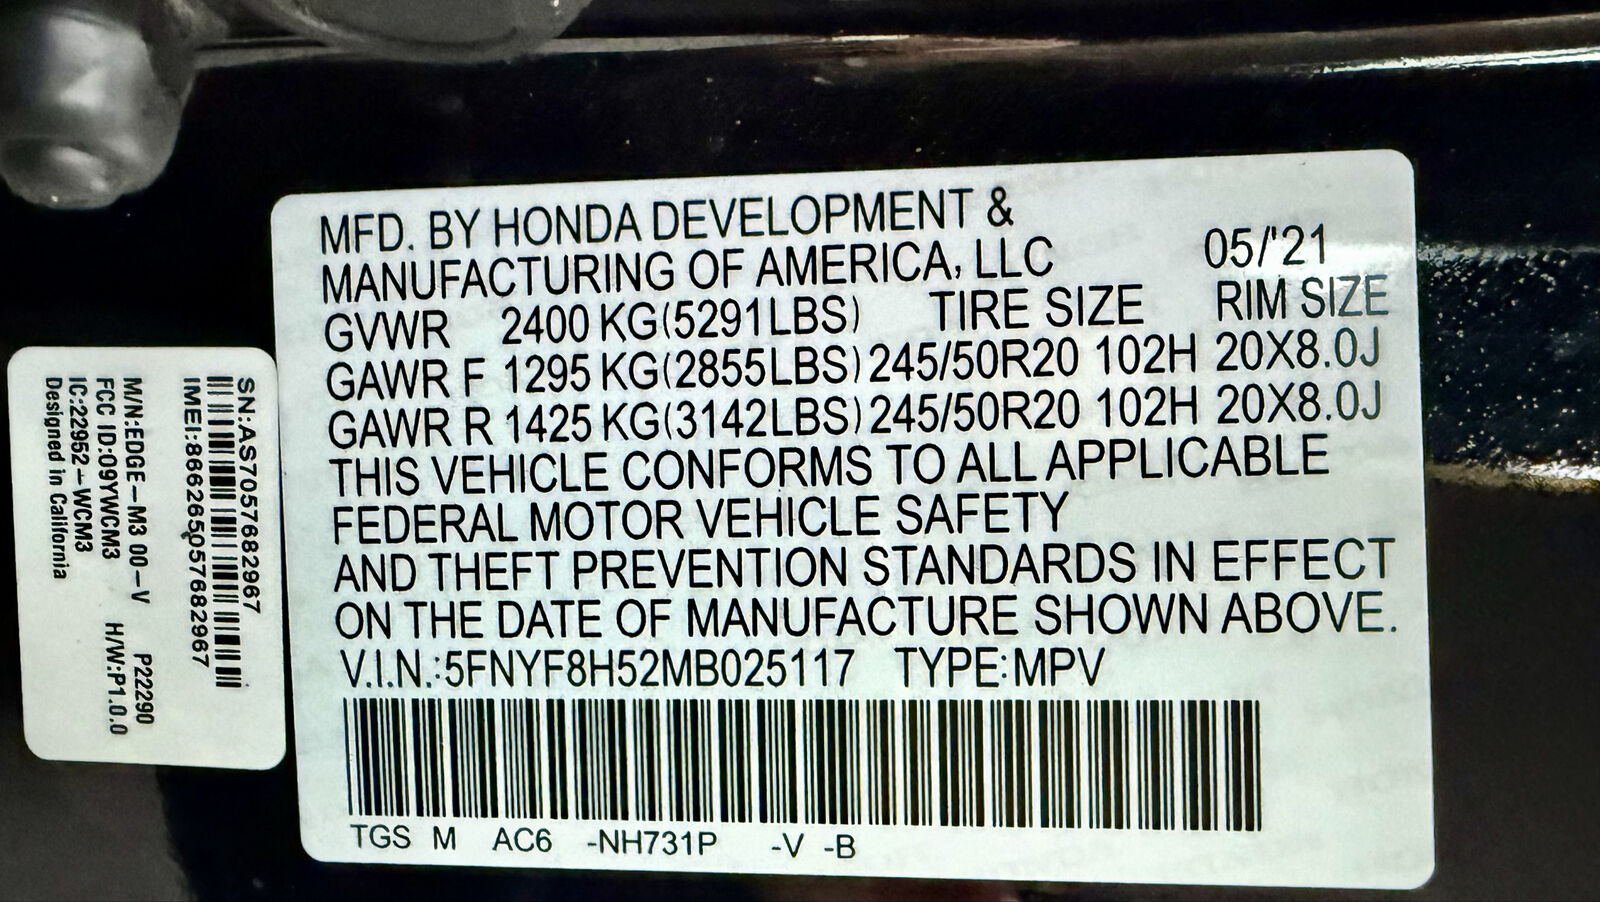 MFD. BY HONDA DEVELOPMENT &
MANUFACTURING OF AMERICA, LLC 05/'21
GVWR 2400 KG(5291LBS) TIRE SIZE RIM SIZE
GAWR F 1295 KG(2855LBS) 245/50R20 102H 20X8.0J
GAWR R 1425 KG(3142LBS) 245/50R20 102H 20X8.0J
THIS VEHICLE CONFORMS TO ALL APPLICABLE
FEDERAL MOTOR VEHICLE SAFETY
AND THEFT PREVENTION STANDARDS IN EFFECT
ON THE DATE OF MANUFACTURE SHOWN ABOVE.
V.I.N.:5FNYF8H52MB025117 TYPE:MPV
TGS M AC6 -NH731P -V -B
SN:AS7057682967
IMEI:866265057682967
M/N:EDGE-M3 00-V P22290
FCC ID:09YWCM3 H/W:P1.0.0
IC:22952-WCM3
Designed in California